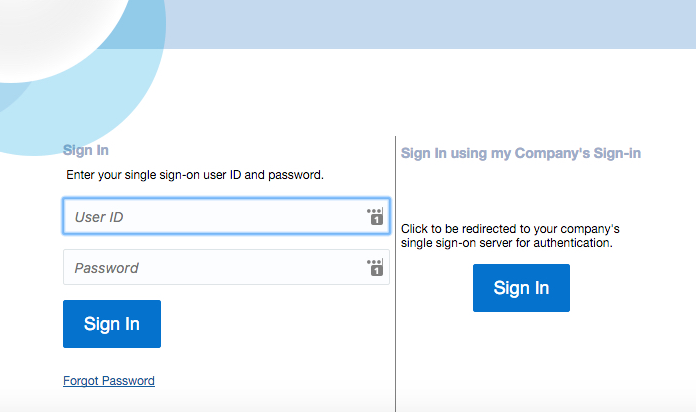 Sign In
Enter your single sign-on user ID and password.
User ID
1
Password
1
Sign In
Forgot Password
Sign In using my Company's Sign-in
Click to be redirected to your company's
single sign-on server for authentication.
Sign In